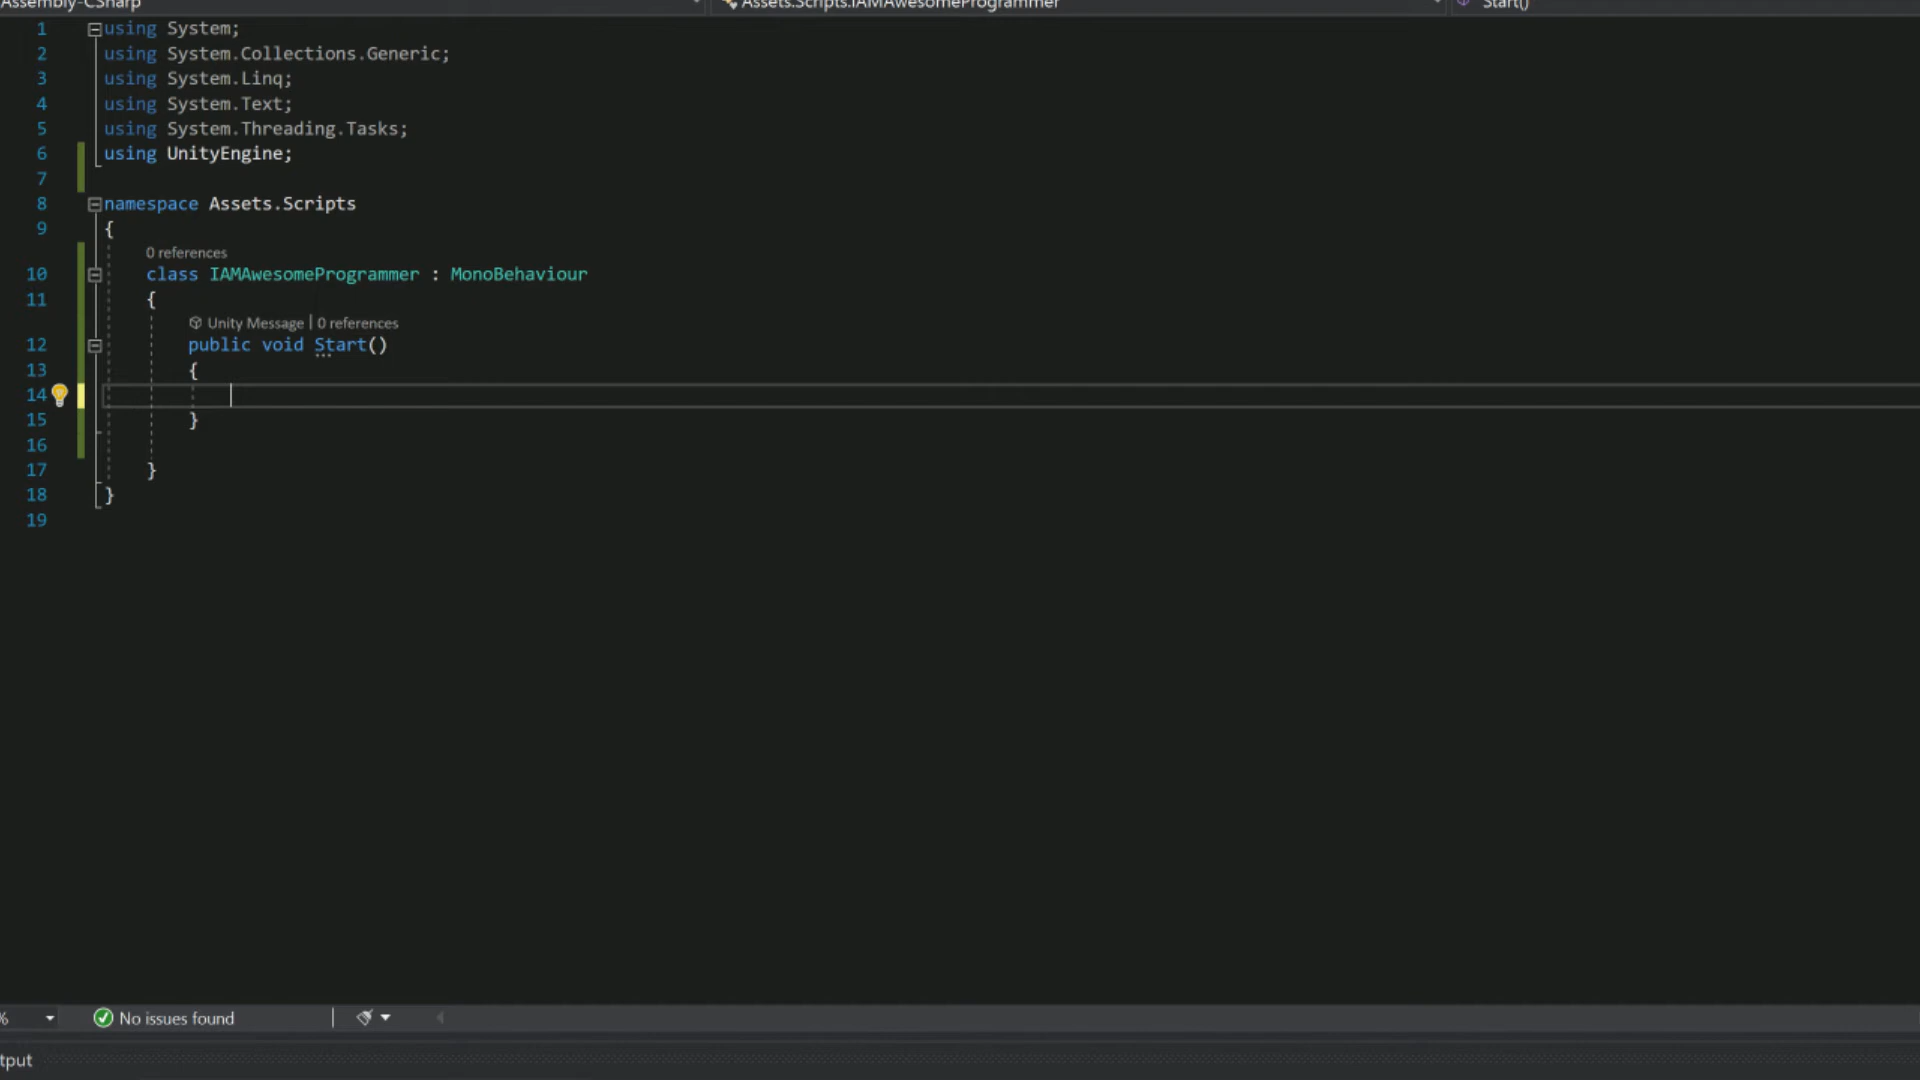 Assembly-CSharp Assets.Scripts.IAMAwesomeProgrammer Start()
1 using System;
2 using System.Collections.Generic;
3 using System.Linq;
4 using System.Text;
5 using System.Threading.Tasks;
6 using UnityEngine;
7
8 namespace Assets.Scripts
9 {
0 references
10 class IAMAwesomeProgrammer : MonoBehaviour
11 {
Unity Message | 0 references
12 public void Start()
13 {
14
15 }
16
17 }
18 }
19
% No issues found
tput